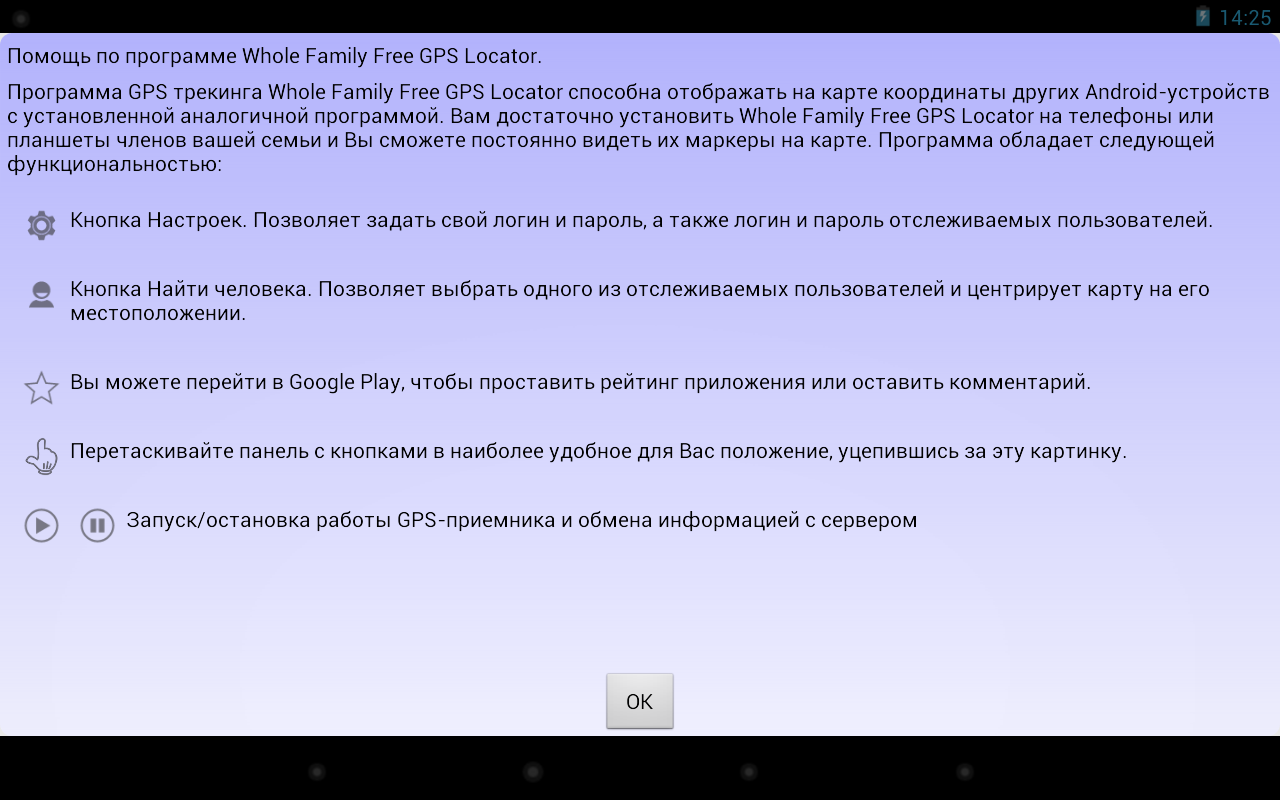 14:25
Помощь по программе Whole Family Free GPS Locator.
Программа GPS трекинга Whole Family Free GPS Locator способна отображать на карте координаты других Android-устройств
с установленной аналогичной программой. Вам достаточно установить Whole Family Free GPS Locator на телефоны или
планшеты членов вашей семьи и Вы сможете постоянно видеть их маркеры на карте. Программа обладает следующей
функциональностью:
Кнопка Настроек. Позволяет задать свой логин и пароль, а также логин и пароль отслеживаемых пользователей.
Кнопка Найти человека. Позволяет выбрать одного из отслеживаемых пользователей и центрирует карту на его
местоположении.
Вы можете перейти в Google Play, чтобы проставить рейтинг приложения или оставить комментарий.
Перетаскивайте панель с кнопками в наиболее удобное для Вас положение, уцепившись за эту картинку.
Запуск/остановка работы GPS-приемника и обмена информацией с сервером
ОК